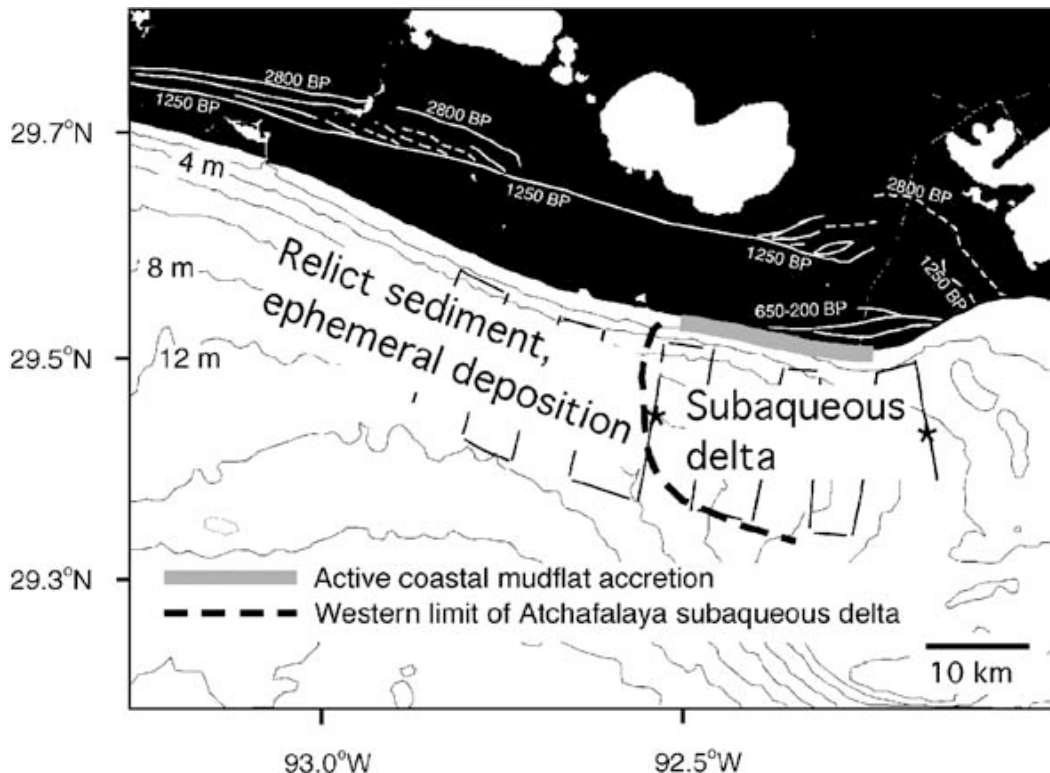 2800 BP
1250 BP
2800 BP
1250 BP
2800 BP
1250 BP
1250 BP
650-200 BP
29.7°N
29.5°N
29.3°N
4 m
8 m
12 m
Relict sediment,
ephemeral deposition
Subaqueous
delta
Active coastal mudflat accretion
Western limit of Atchafalaya subaqueous delta
10 km
93.0°W
92.5°W